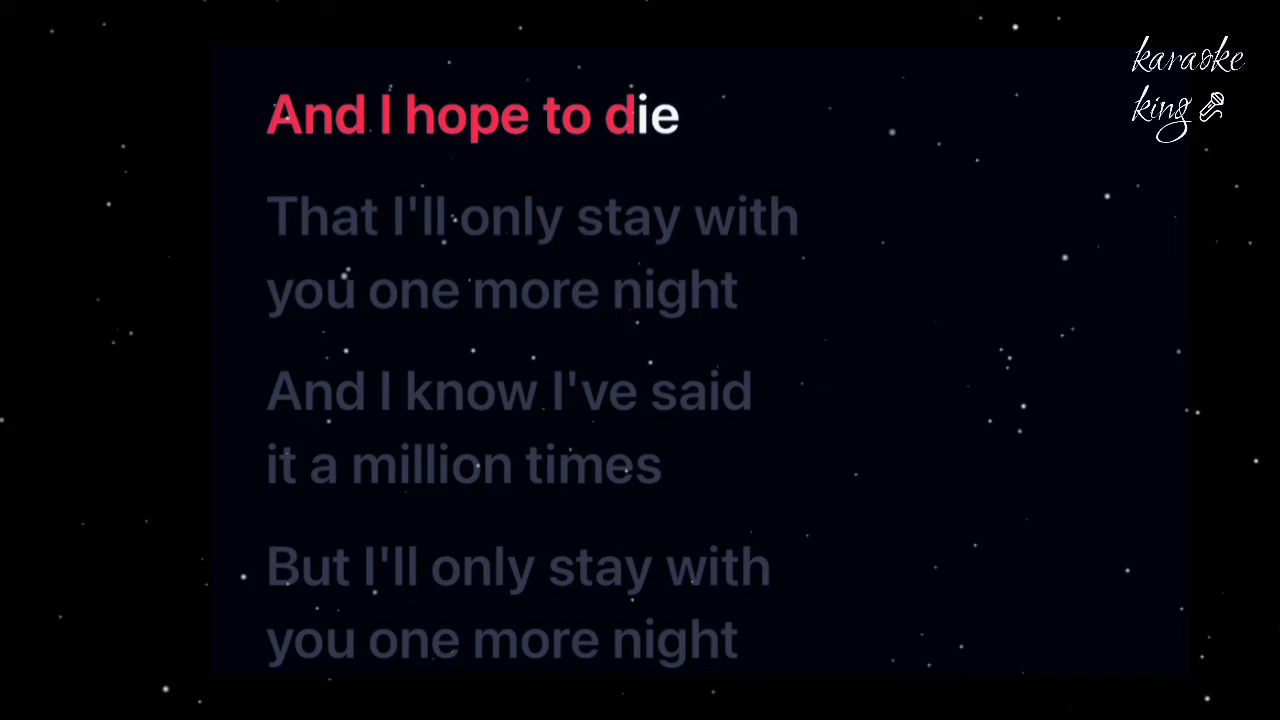 karaoke
king
And I hope to die
That I'll only stay with
you one more night
And I know I've said
it a million times
But I'll only stay with
you one more night